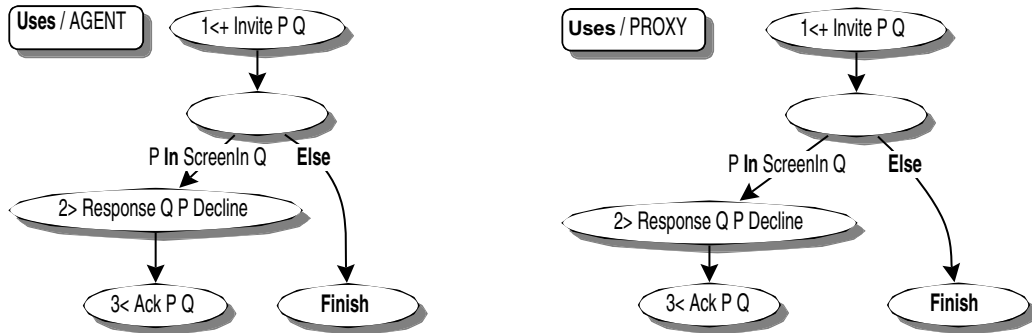 Uses / AGENT
1<+ Invite P Q
P In ScreenIn Q
Else
2> Response Q P Decline
3< Ack P Q
Finish
Uses / PROXY
1<+ Invite P Q
P In ScreenIn Q
Else
2> Response Q P Decline
3< Ack P Q
Finish